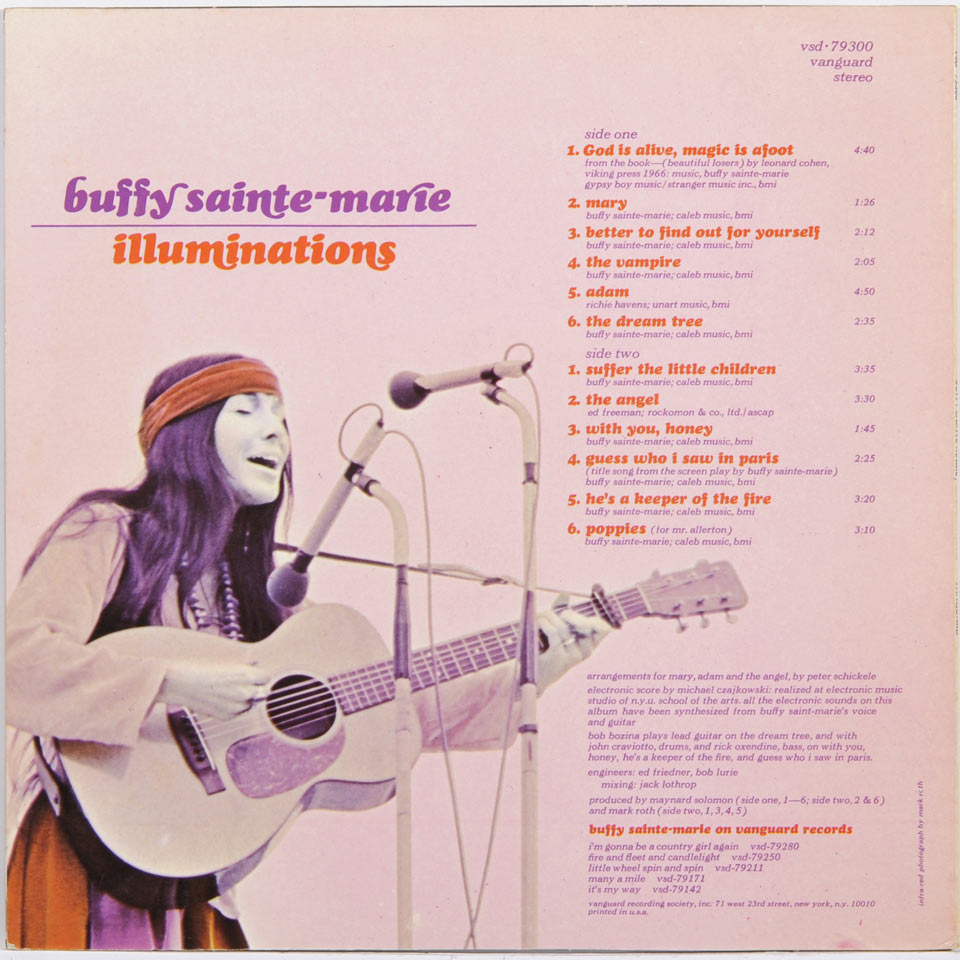 vsd·79300
vanguard
stereo
buffy sainte-marie
illuminations
side one
1. God is alive, magic is afoot 4:40
from the book—(beautiful losers) by leonard cohen,
viking press 1966: music, buffy sainte-marie
gypsy boy music/stranger music inc., bmi
2. mary 1:26
buffy sainte-marie; caleb music, bmi
3. better to find out for yourself 2:12
buffy sainte-marie; caleb music, bmi
4. the vampire 2:05
buffy sainte-marie; caleb music, bmi
5. adam 4:50
richie havens; unart music, bmi
6. the dream tree 2:35
buffy sainte-marie; caleb music, bmi
side two
1. suffer the little children 3:35
buffy sainte-marie; caleb music, bmi
2. the angel 3:30
ed freeman; rockomon & co., ltd./ascap
3. with you, honey 1:45
buffy sainte-marie; caleb music, bmi
4. guess who i saw in paris 2:25
(title song from the screen play by buffy sainte-marie)
buffy sainte-marie; caleb music, bmi
5. he's a keeper of the fire 3:20
buffy sainte-marie; caleb music, bmi
6. poppies (for mr. allerton) 3:10
buffy sainte-marie; caleb music, bmi
arrangements for mary, adam and the angel, by peter schickele
electronic score by michael czajkowski: realized at electronic music
studio of n.y.u. school of the arts. all the electronic sounds on this
album have been synthesized from buffy saint-marie's voice
and guitar
bob bozina plays lead guitar on the dream tree, and with
john craviotto, drums, and rick oxendine, bass, on with you,
honey, he's a keeper of the fire, and guess who i saw in paris.
engineers: ed friedner, bob lurie
mixing: jack lothrop
produced by maynard solomon (side one, 1—6; side two, 2 & 6)
and mark roth (side two, 1, 3, 4, 5)
buffy sainte-marie on vanguard records
i'm gonna be a country girl again vsd-79280
fire and fleet and candlelight vsd-79250
little wheel spin and spin vsd-79211
many a mile vsd-79171
it's my way vsd-79142
vanguard recording society, inc. 71 west 23rd street, new york, n.y. 10010
printed in u.s.a.
infra-red photograph by mark roth